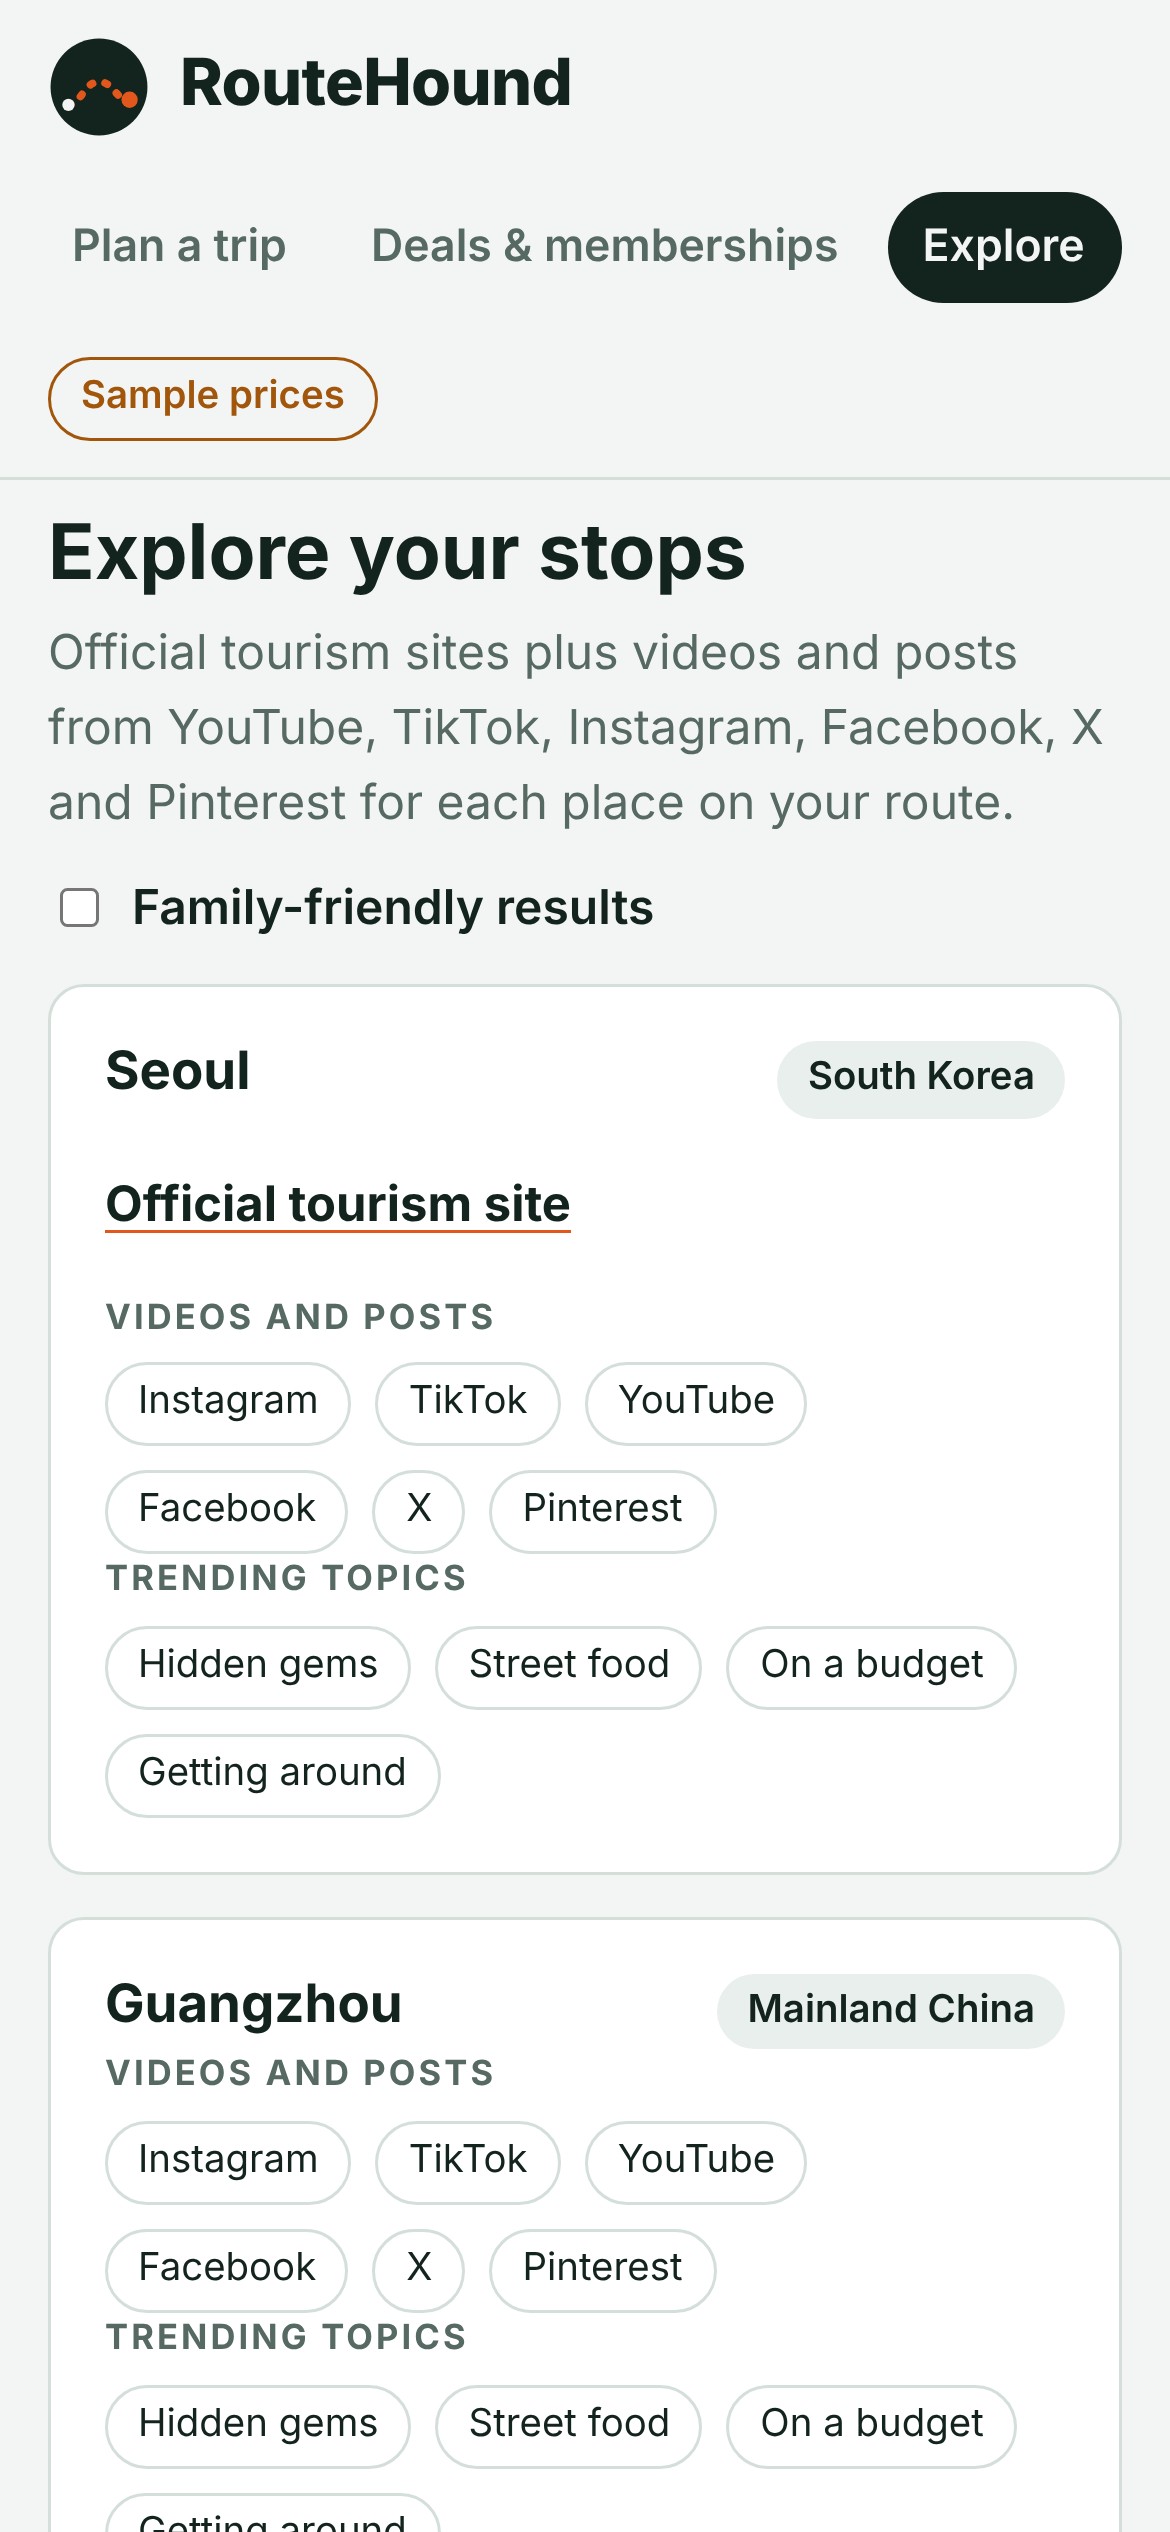 RouteHound
Plan a trip Deals & memberships Explore
Sample prices
Explore your stops
Official tourism sites plus videos and posts
from YouTube, TikTok, Instagram, Facebook, X
and Pinterest for each place on your route.
Family-friendly results
Seoul South Korea
Official tourism site
VIDEOS AND POSTS
Instagram TikTok YouTube
Facebook X Pinterest
TRENDING TOPICS
Hidden gems Street food On a budget
Getting around
Guangzhou Mainland China
VIDEOS AND POSTS
Instagram TikTok YouTube
Facebook X Pinterest
TRENDING TOPICS
Hidden gems Street food On a budget
Getting around